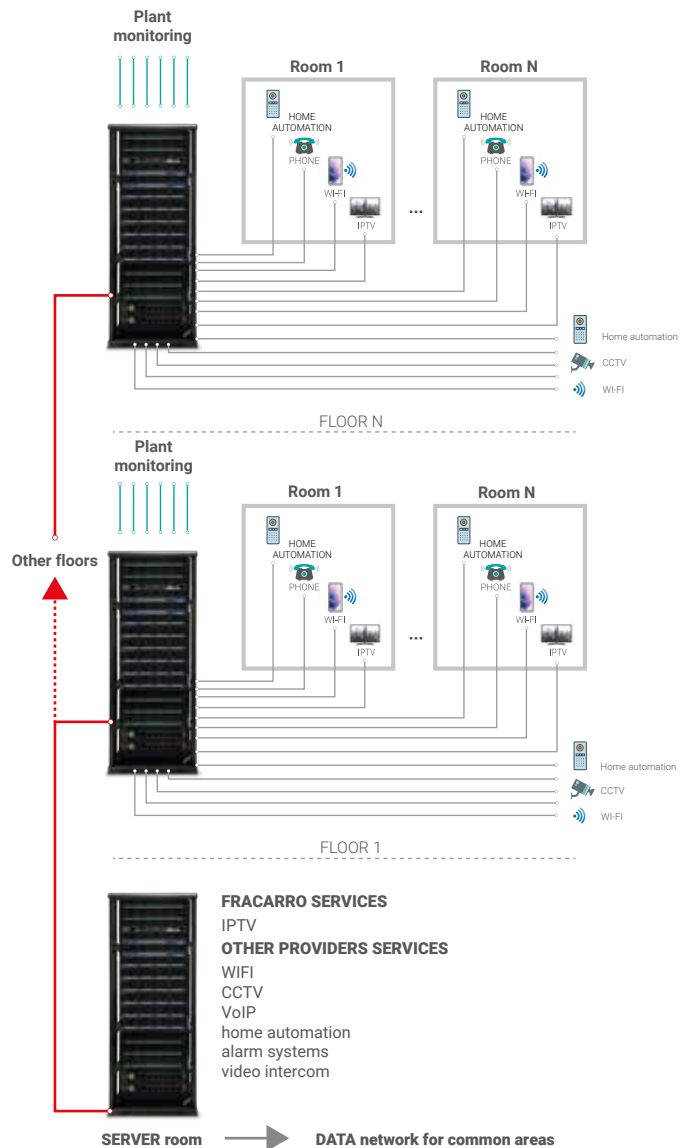 Plant
monitoring
Room 1
HOME
AUTOMATION
PHONE
WI-FI
IPTV
...
Room N
HOME
AUTOMATION
PHONE
WI-FI
IPTV
Home automation
CCTV
WI-FI
FLOOR N
Plant
monitoring
Room 1
HOME
AUTOMATION
PHONE
WI-FI
IPTV
...
Room N
HOME
AUTOMATION
PHONE
WI-FI
IPTV
Other floors
Home automation
CCTV
WI-FI
FLOOR 1
FRACARRO SERVICES
IPTV
OTHER PROVIDERS SERVICES
WIFI
CCTV
VoIP
home automation
alarm systems
video intercom
SERVER room
DATA network for common areas